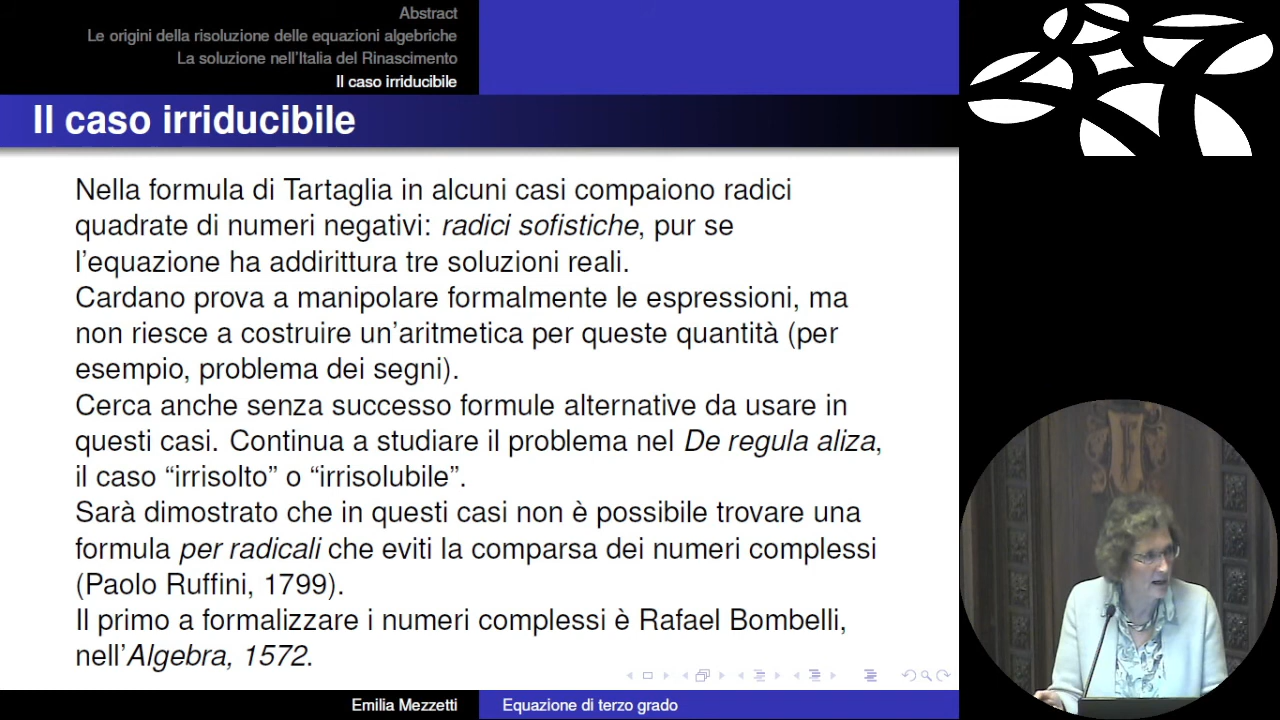 Abstract
Le origini della risoluzione delle equazioni algebriche
La soluzione nell'Italia del Rinascimento
Il caso irriducibile
Il caso irriducibile
Nella formula di Tartaglia in alcuni casi compaiono radici
quadrate di numeri negativi: radici sofistiche, pur se
l'equazione ha addirittura tre soluzioni reali.
Cardano prova a manipolare formalmente le espressioni, ma
non riesce a costruire un'aritmetica per queste quantità (per
esempio, problema dei segni).
Cerca anche senza successo formule alternative da usare in
questi casi. Continua a studiare il problema nel De regula aliza,
il caso “irrisolto” o “irrisolubile”.
Sarà dimostrato che in questi casi non è possibile trovare una
formula per radicali che eviti la comparsa dei numeri complessi
(Paolo Ruffini, 1799).
Il primo a formalizzare i numeri complessi è Rafael Bombelli,
nell'Algebra, 1572.
Emilia Mezzetti
Equazione di terzo grado